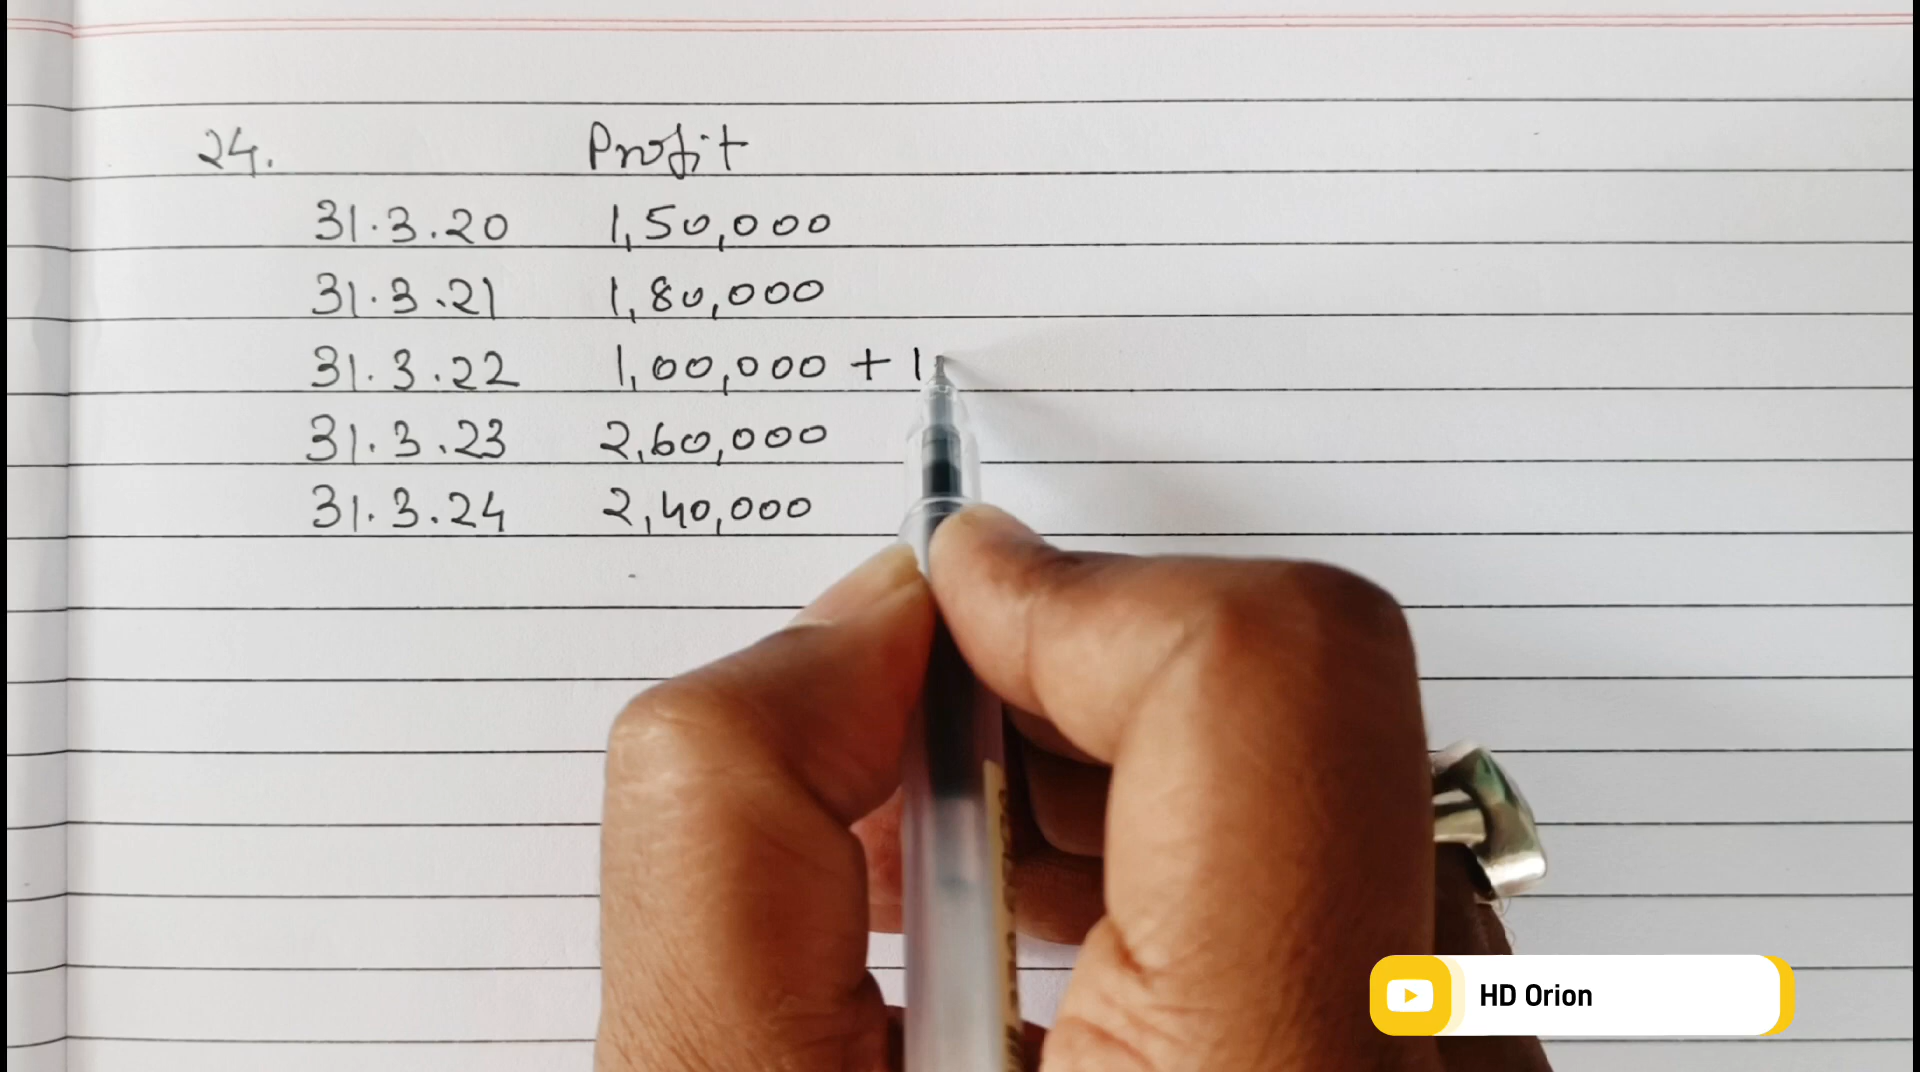 24. Profit
31.3.20 1,50,000
31.3.21 1,80,000
31.3.22 1,00,000 + 1
31.3.23 2,60,000
31.3.24 2,40,000
HD Orion